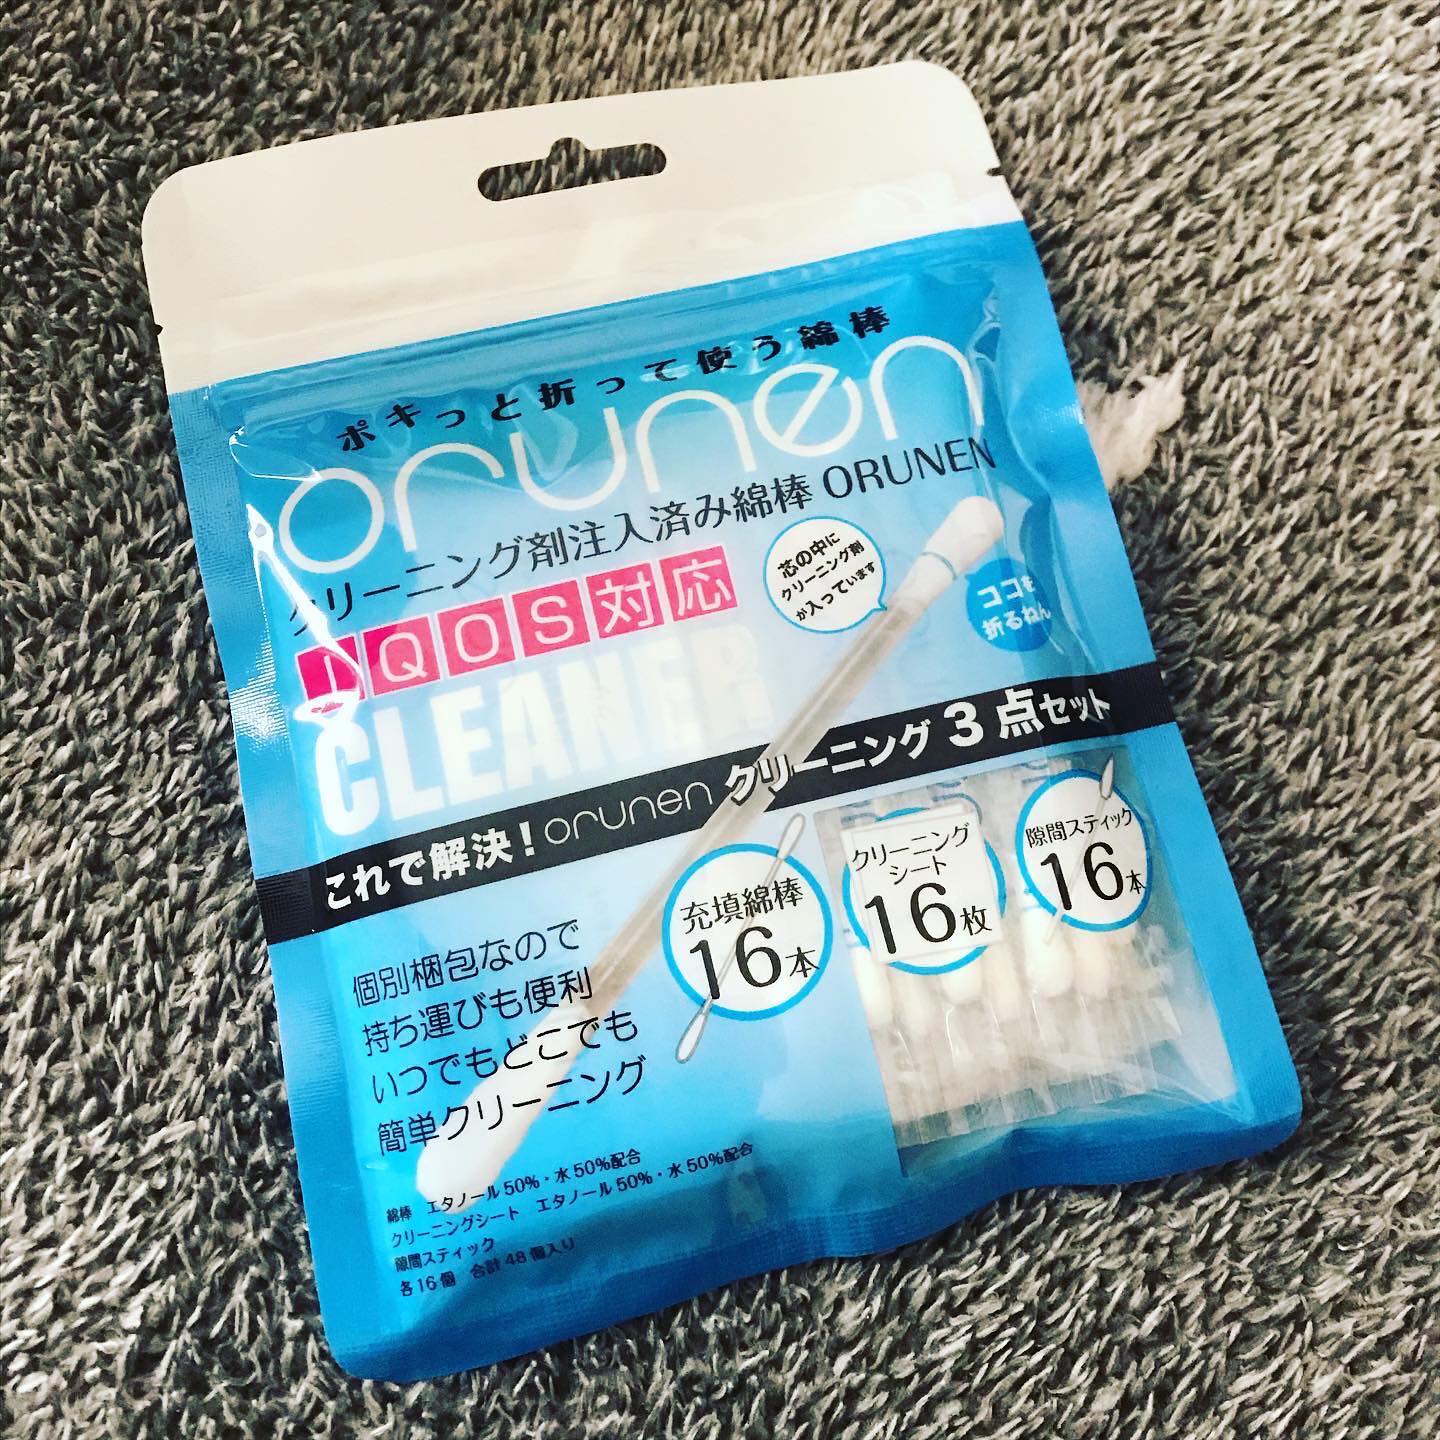 ポキっと折って使う綿棒
orunen
クリーニング剤注入済み綿棒 ORUNEN
IQOS対応
CLEANER
芯の中に
クリーニング剤
が入っています
ココを
折るねん
これで解決!orunen クリーニング3点セット
充填綿棒
16本
クリーニング
シート
16枚
隙間スティック
16本
個別梱包なので
持ち運びも便利
いつでもどこでも
簡単クリーニング
綿棒 エタノール50%・水50%配合
クリーニングシート エタノール50%・水50%配合
隙間スティック
各16個 合計48個入り